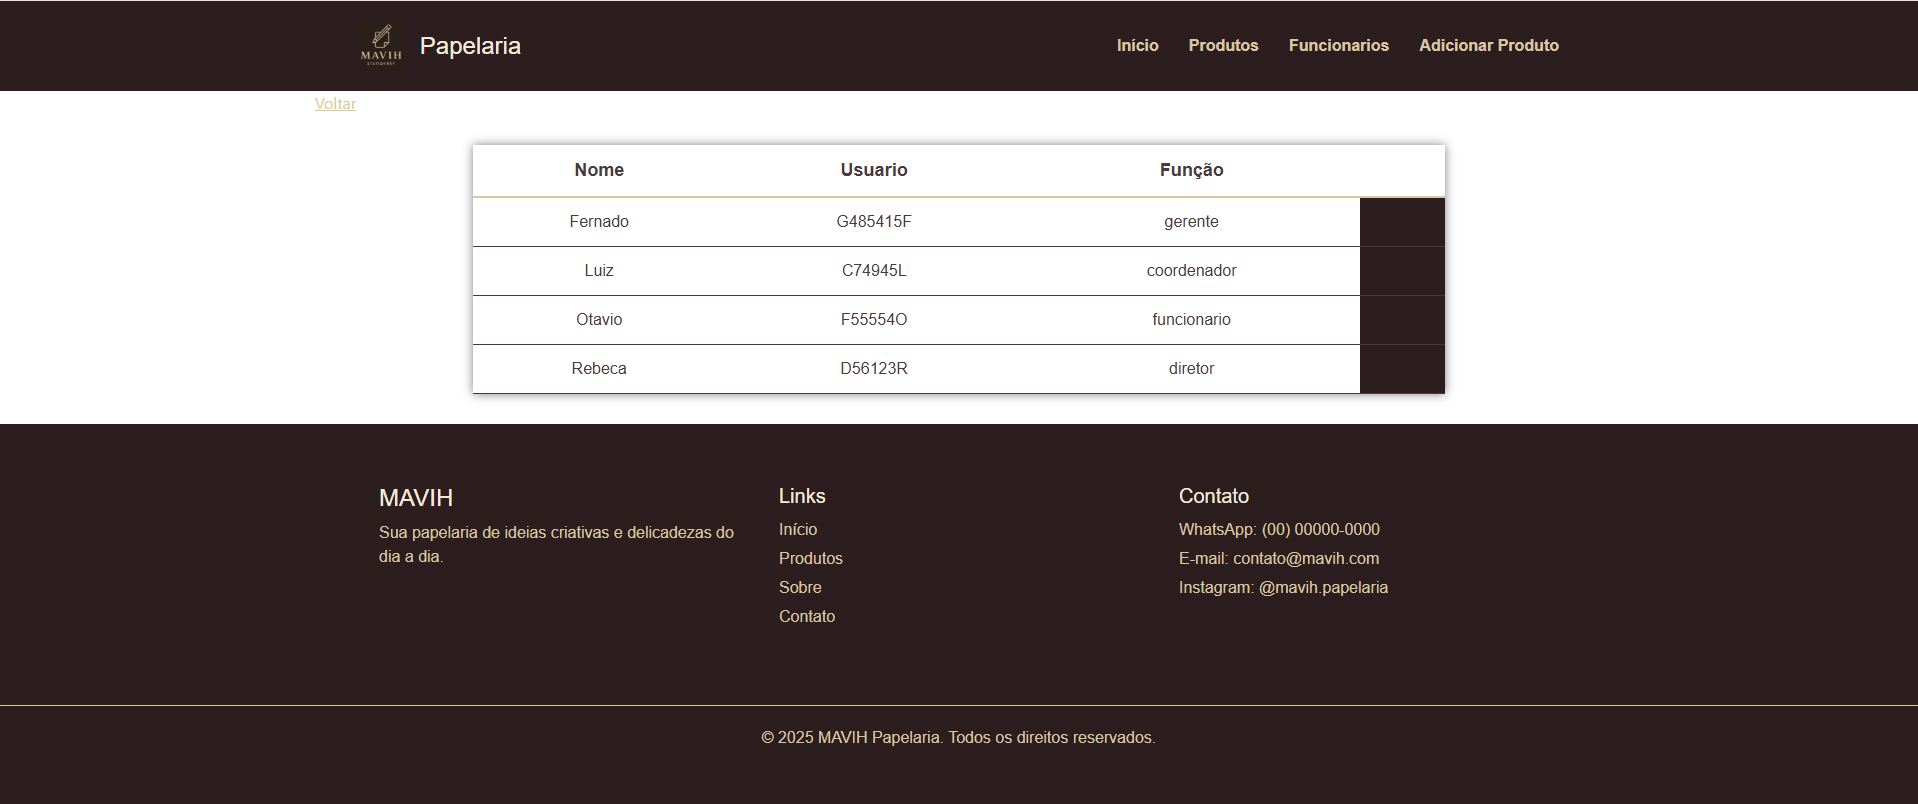 MAVIH
STATIONERY
Papelaria
Início Produtos Funcionarios Adicionar Produto
Voltar
Nome Usuario Função
Fernado G485415F gerente
Luiz C74945L coordenador
Otavio F55554O funcionario
Rebeca D56123R diretor
MAVIH
Sua papelaria de ideias criativas e delicadezas do
dia a dia.
Links
Início
Produtos
Sobre
Contato
Contato
WhatsApp: (00) 00000-0000
E-mail: contato@mavih.com
Instagram: @mavih.papelaria
© 2025 MAVIH Papelaria. Todos os direitos reservados.